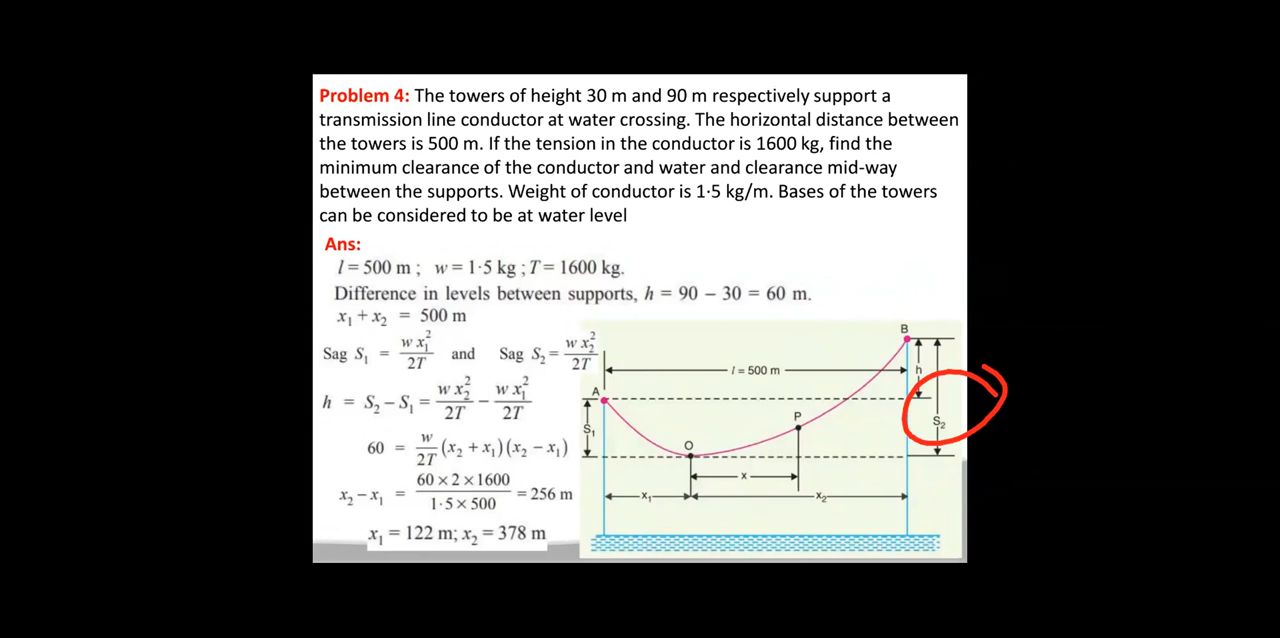 Problem 4: The towers of height 30 m and 90 m respectively support a
transmission line conductor at water crossing. The horizontal distance between
the towers is 500 m. If the tension in the conductor is 1600 kg, find the
minimum clearance of the conductor and water and clearance mid-way
between the supports. Weight of conductor is 1·5 kg/m. Bases of the towers
can be considered to be at water level
Ans:
l = 500 m ; w = 1·5 kg ; T = 1600 kg.
Difference in levels between supports, h = 90 – 30 = 60 m.
x₁ + x₂ = 500 m
Sag S₁ = w x₁²/2T and Sag S₂ = w x₂²/2T
h = S₂ – S₁ = w x₂²/2T – w x₁²/2T
60 = w/2T (x₂ + x₁) (x₂ – x₁)
x₂ – x₁ = 60 × 2 × 1600/1·5 × 500 = 256 m
x₁ = 122 m; x₂ = 378 m
B
l = 500 m
h
A
S₁
P
S₂
O
x
x₁
x₂